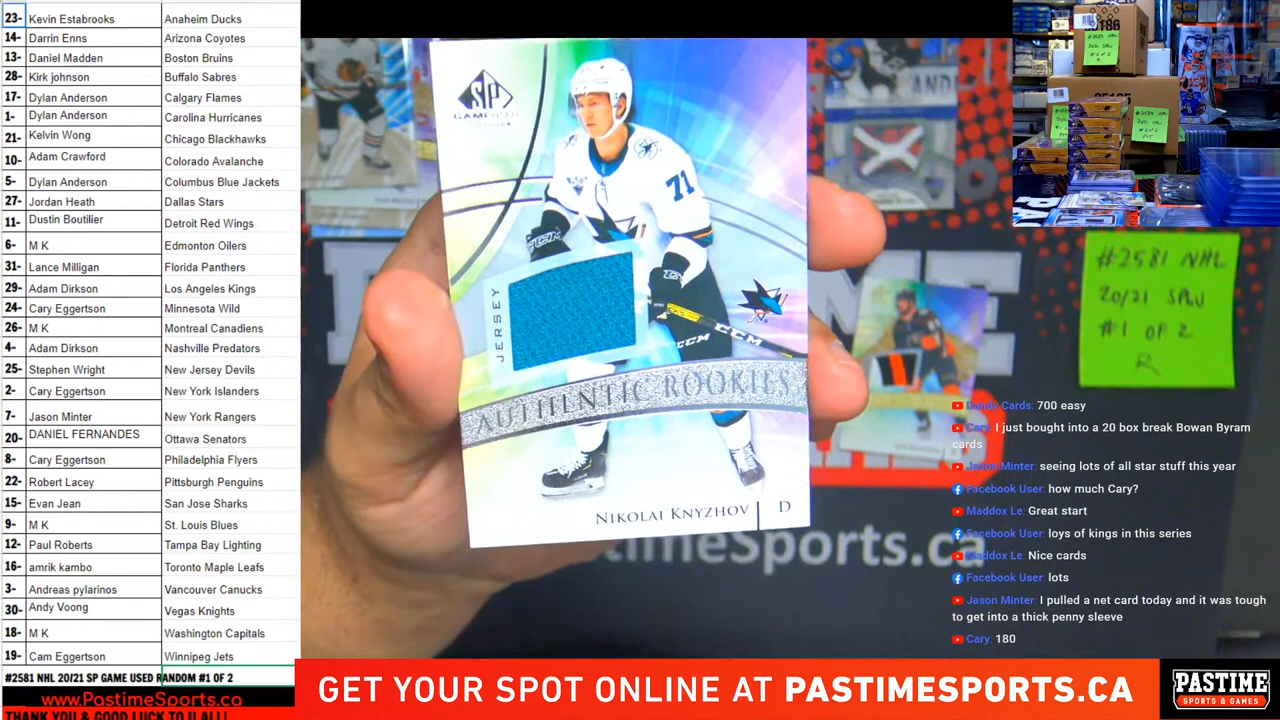 23- Kevin Estabrooks Anaheim Ducks
14- Darrin Enns Arizona Coyotes
13- Daniel Madden Boston Bruins
28- Kirk johnson Buffalo Sabres
17- Dylan Anderson Calgary Flames
1- Dylan Anderson Carolina Hurricanes
21- Kelvin Wong Chicago Blackhawks
10- Adam Crawford Colorado Avalanche
5- Dylan Anderson Columbus Blue Jackets
27- Jordan Heath Dallas Stars
11- Dustin Boutilier Detroit Red Wings
6- M K Edmonton Oilers
31- Lance Milligan Florida Panthers
29- Adam Dirkson Los Angeles Kings
24- Cary Eggertson Minnesota Wild
26- M K Montreal Canadiens
4- Adam Dirkson Nashville Predators
25- Stephen Wright New Jersey Devils
2- Cary Eggertson New York Islanders
7- Jason Minter New York Rangers
20- DANIEL FERNANDES Ottawa Senators
8- Cary Eggertson Philadelphia Flyers
22- Robert Lacey Pittsburgh Penguins
15- Evan Jean San Jose Sharks
9- M K St. Louis Blues
12- Paul Roberts Tampa Bay Lighting
16- amrik kambo Toronto Maple Leafs
3- Andreas pylarinos Vancouver Canucks
30- Andy Voong Vegas Knights
18- M K Washington Capitals
19- Cam Eggertson Winnipeg Jets
#2581 NHL 20/21 SP GAME USED RANDOM #1 OF 2
www.PastimeSports.ca
THANK YOU & GOOD LUCK TO U ALL!
SP
71
CCM
CCM
CCM
JERSEY
AUTHENTIC ROOKIES
NIKOLAI KNYZHOV D
timeSports.ca
#2581 NHL
20/21 SPGU
#1 OF 2
R
Dandy Cards: 700 easy
Cary: I just bought into a 20 box break Bowan Byram
cards
Jason Minter: seeing lots of all star stuff this year
Facebook User: how much Cary?
Maddox Le: Great start
Facebook User: loys of kings in this series
Maddox Le: Nice cards
Facebook User: lots
Jason Minter: I pulled a net card today and it was tough
to get into a thick penny sleeve
Cary: 180
GET YOUR SPOT ONLINE AT PASTIMESPORTS.CA
PASTIME
SPORTS & GAMES